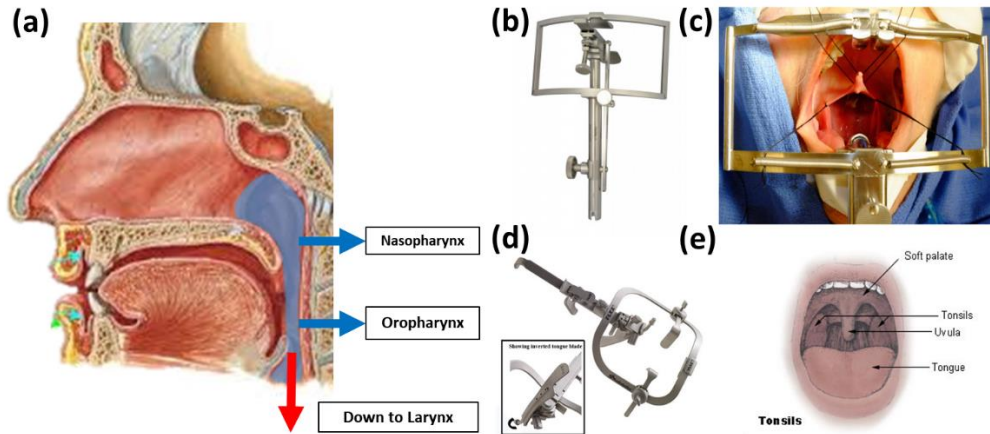 (a)
Nasopharynx
Oropharynx
Down to Larynx
(b)
(c)
(d)
Showing inverted tongue blade
(e)
Soft palate
Tonsils
Uvula
Tongue
Tonsils